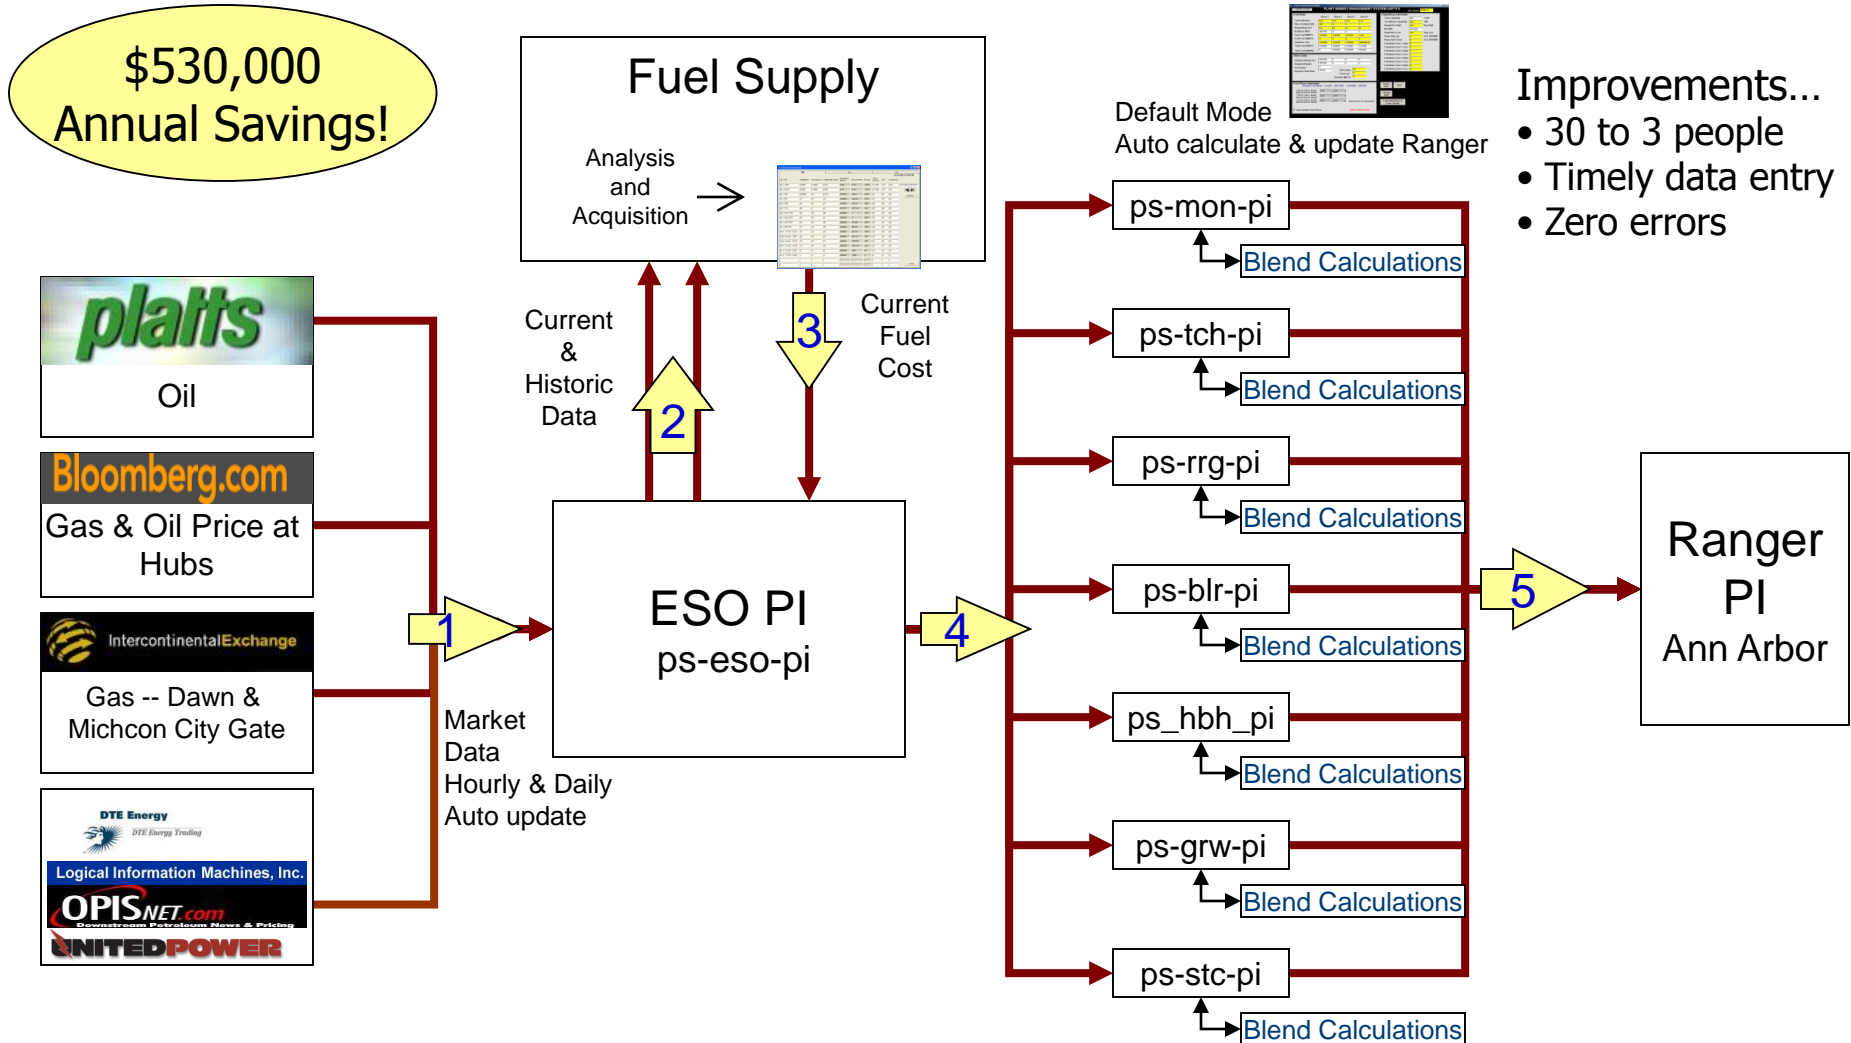 $530,000
Annual Savings!
Fuel Supply
Analysis
and
Acquisition
Default Mode
Auto calculate & update Ranger
Improvements...
• 30 to 3 people
• Timely data entry
• Zero errors
platts
Oil
Bloomberg.com
Gas & Oil Price at
Hubs
IntercontinentalExchange
Gas -- Dawn &
Michcon City Gate
DTE Energy
DTE Energy Trading
Logical Information Machines, Inc.
OPISNET.com
Downstream Petroleum News & Pricing
UNITEDPOWER
1
Market
Data
Hourly & Daily
Auto update
Current
&
Historic
Data
2
3
Current
Fuel
Cost
ESO PI
ps-eso-pi
4
ps-mon-pi
Blend Calculations
ps-tch-pi
Blend Calculations
ps-rrg-pi
Blend Calculations
ps-blr-pi
Blend Calculations
ps_hbh_pi
Blend Calculations
ps-grw-pi
Blend Calculations
ps-stc-pi
Blend Calculations
5
Ranger
PI
Ann Arbor